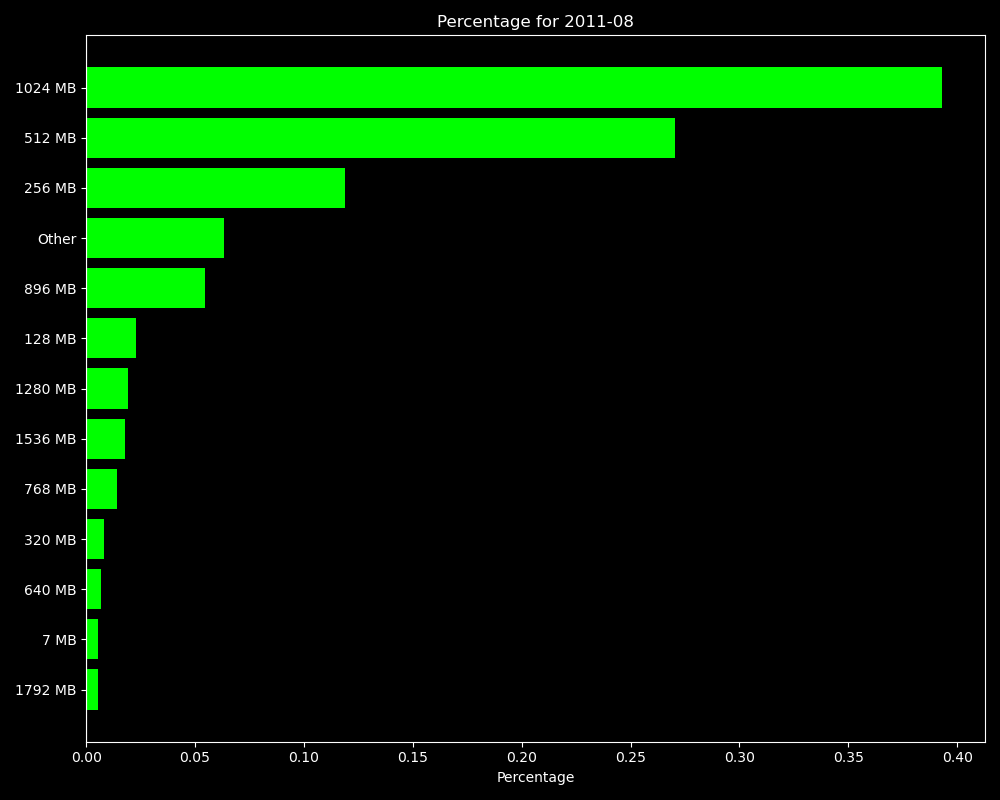 Percentage for 2011-08
1024 MB
512 MB
256 MB
Other
896 MB
128 MB
1280 MB
1536 MB
768 MB
320 MB
640 MB
7 MB
1792 MB
0.00 0.05 0.10 0.15 0.20 0.25 0.30 0.35 0.40
Percentage